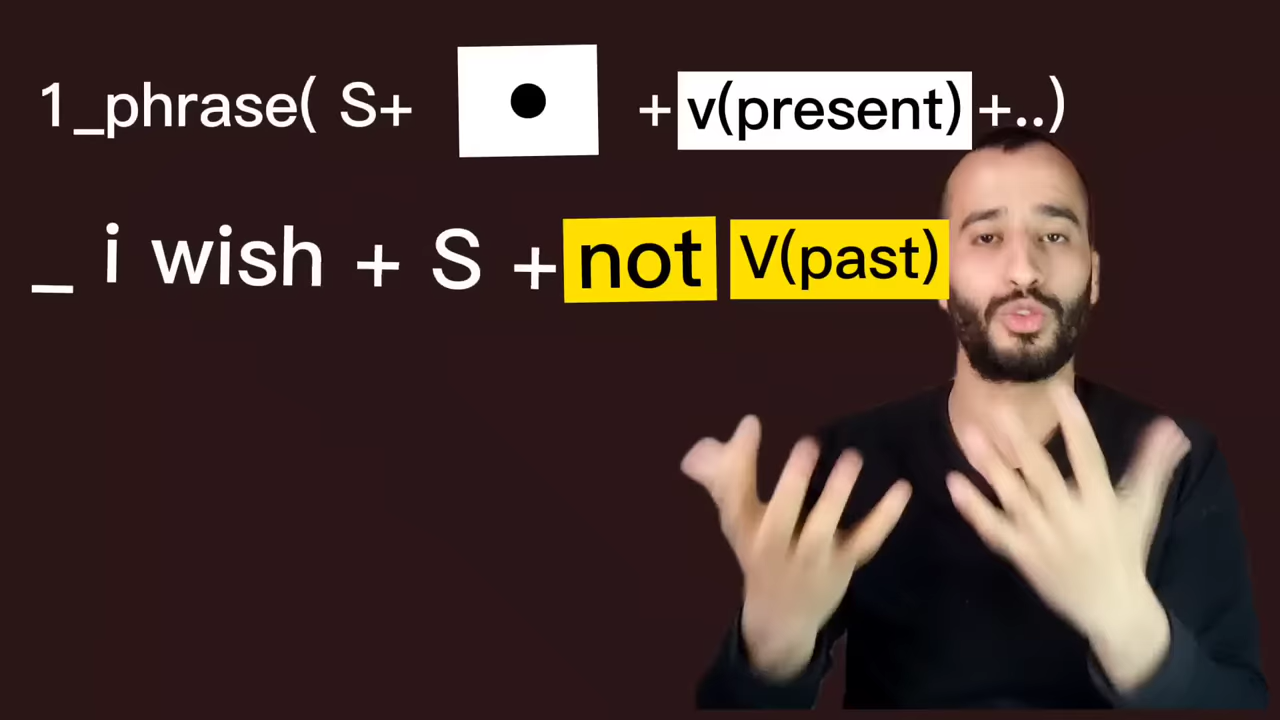 1_phrase( S+ • + v(present) +..)
_ i wish + S + not V(past)